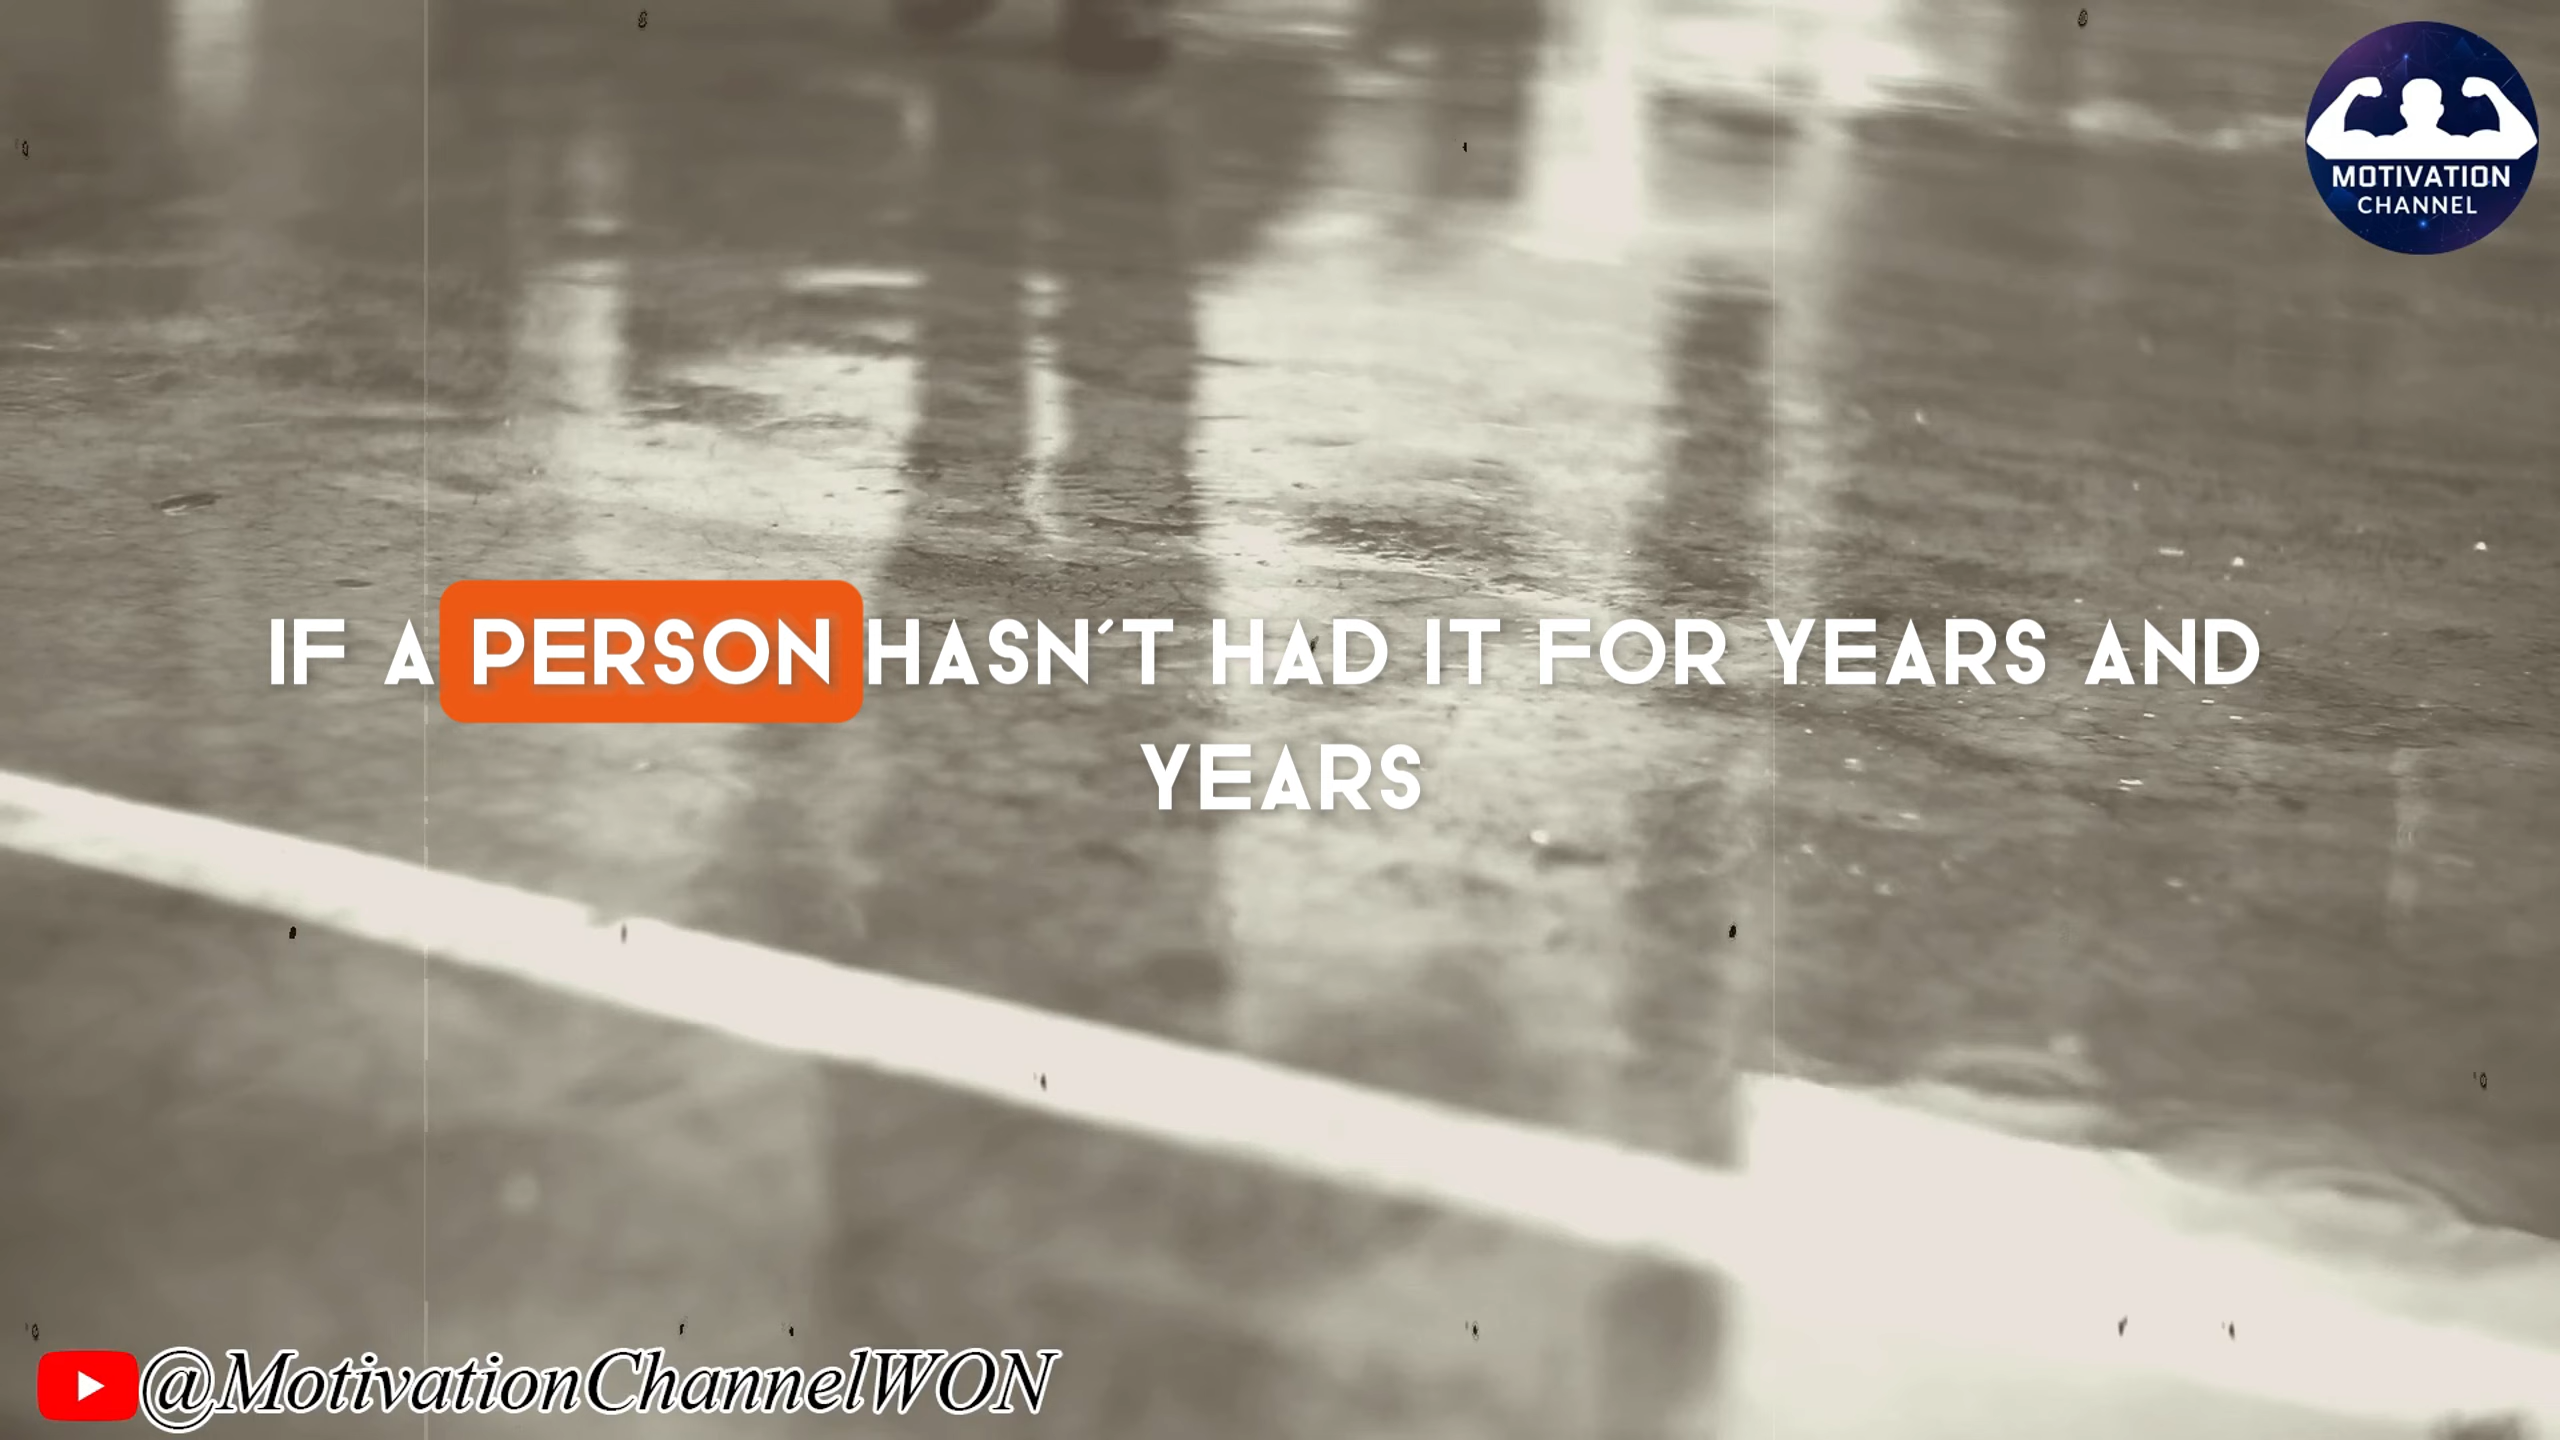 MOTIVATION
CHANNEL
IF A PERSON HASN'T HAD IT FOR YEARS AND
YEARS
@MotivationChannelWON